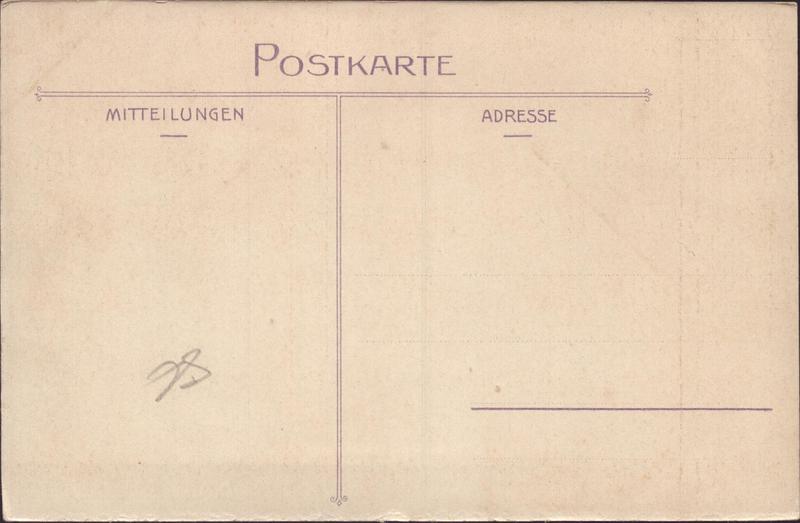 POSTKARTE
MITTEILUNGEN
ADRESSE